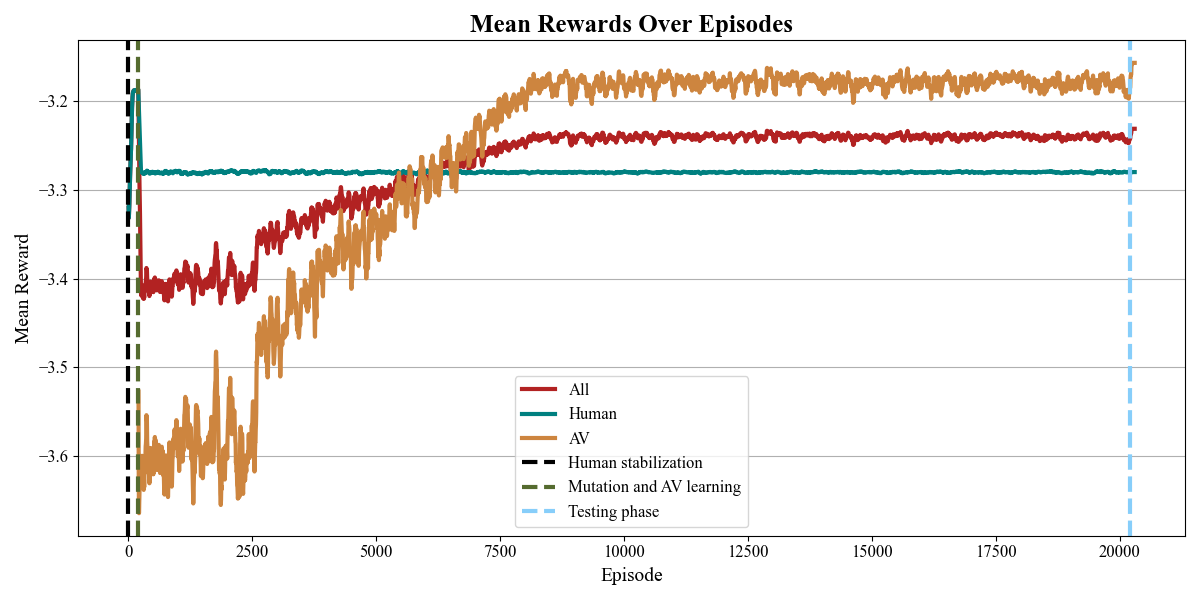 Mean Rewards Over Episodes
Mean Reward
−3.2
−3.3
−3.4
−3.5
−3.6
All
Human
AV
Human stabilization
Mutation and AV learning
Testing phase
0 2500 5000 7500 10000 12500 15000 17500 20000
Episode